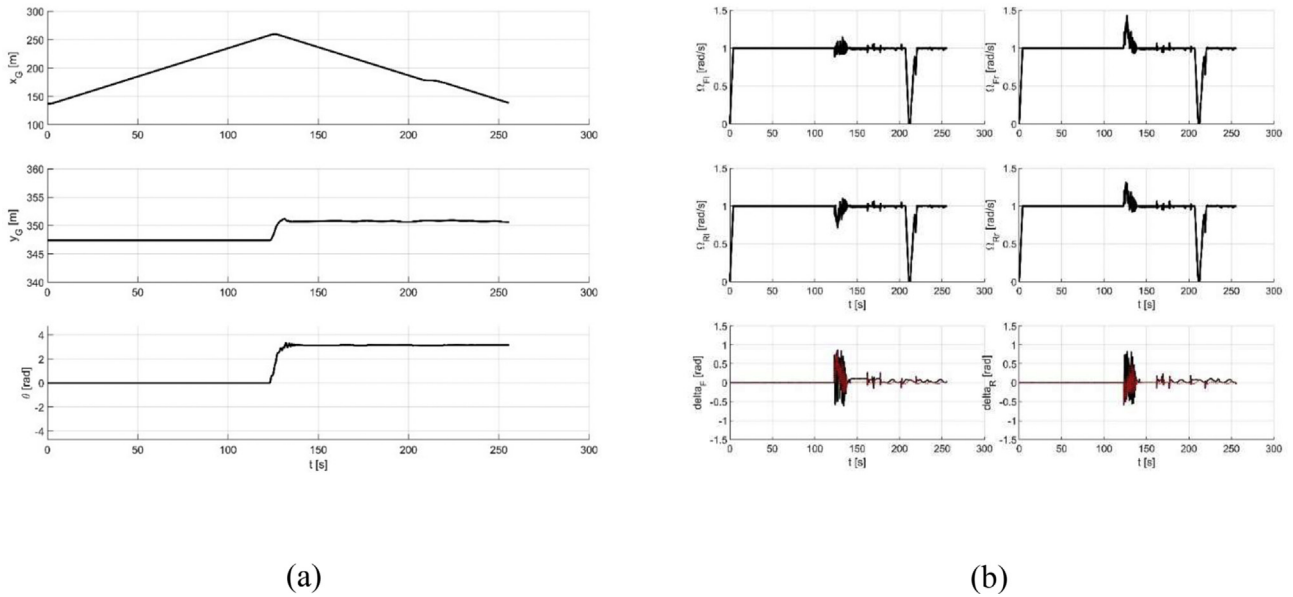 300
250
200
150
100
x_G [m]
0 50 100 150 200 250 300
360
355
350
345
340
y_G [m]
0 50 100 150 200 250 300
4
2
0
-2
-4
θ (rad)
0 50 100 150 200 250 300
t [s]
(a)
1.5
1
0.5
0
Ω_Fl [rad/s]
0 50 100 150 200 250 300
1.5
1
0.5
0
Ω_Fr [rad/s]
0 50 100 150 200 250 300
1.5
1
0.5
0
Ω_Rl [rad/s]
0 50 100 150 200 250 300
t [s]
1.5
1
0.5
0
Ω_Rr [rad/s]
0 50 100 150 200 250 300
t [s]
1.5
1
0.5
0
-0.5
-1
-1.5
delta_F [rad]
0 50 100 150 200 250 300
t [s]
1.5
1
0.5
0
-0.5
-1
-1.5
delta_R [rad]
0 50 100 150 200 250 300
t [s]
(b)